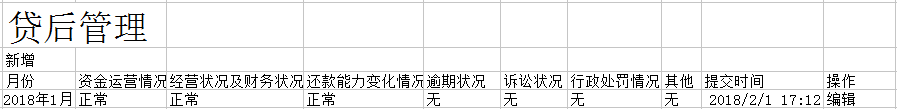 贷后管理
新增
月份 资金运营情况 经营状况及财务状况 还款能力变化情况 逾期状况 诉讼状况 行政处罚情况 其他 提交时间 操作
2018年1月 正常 正常 正常 无 无 无 无 2018/2/1 17:12 编辑